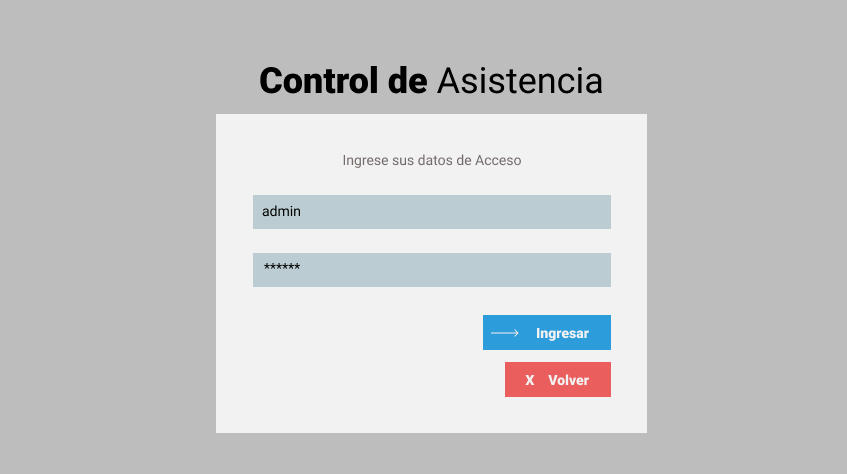 Control de Asistencia
Ingrese sus datos de Acceso
admin
******
Ingresar
X Volver